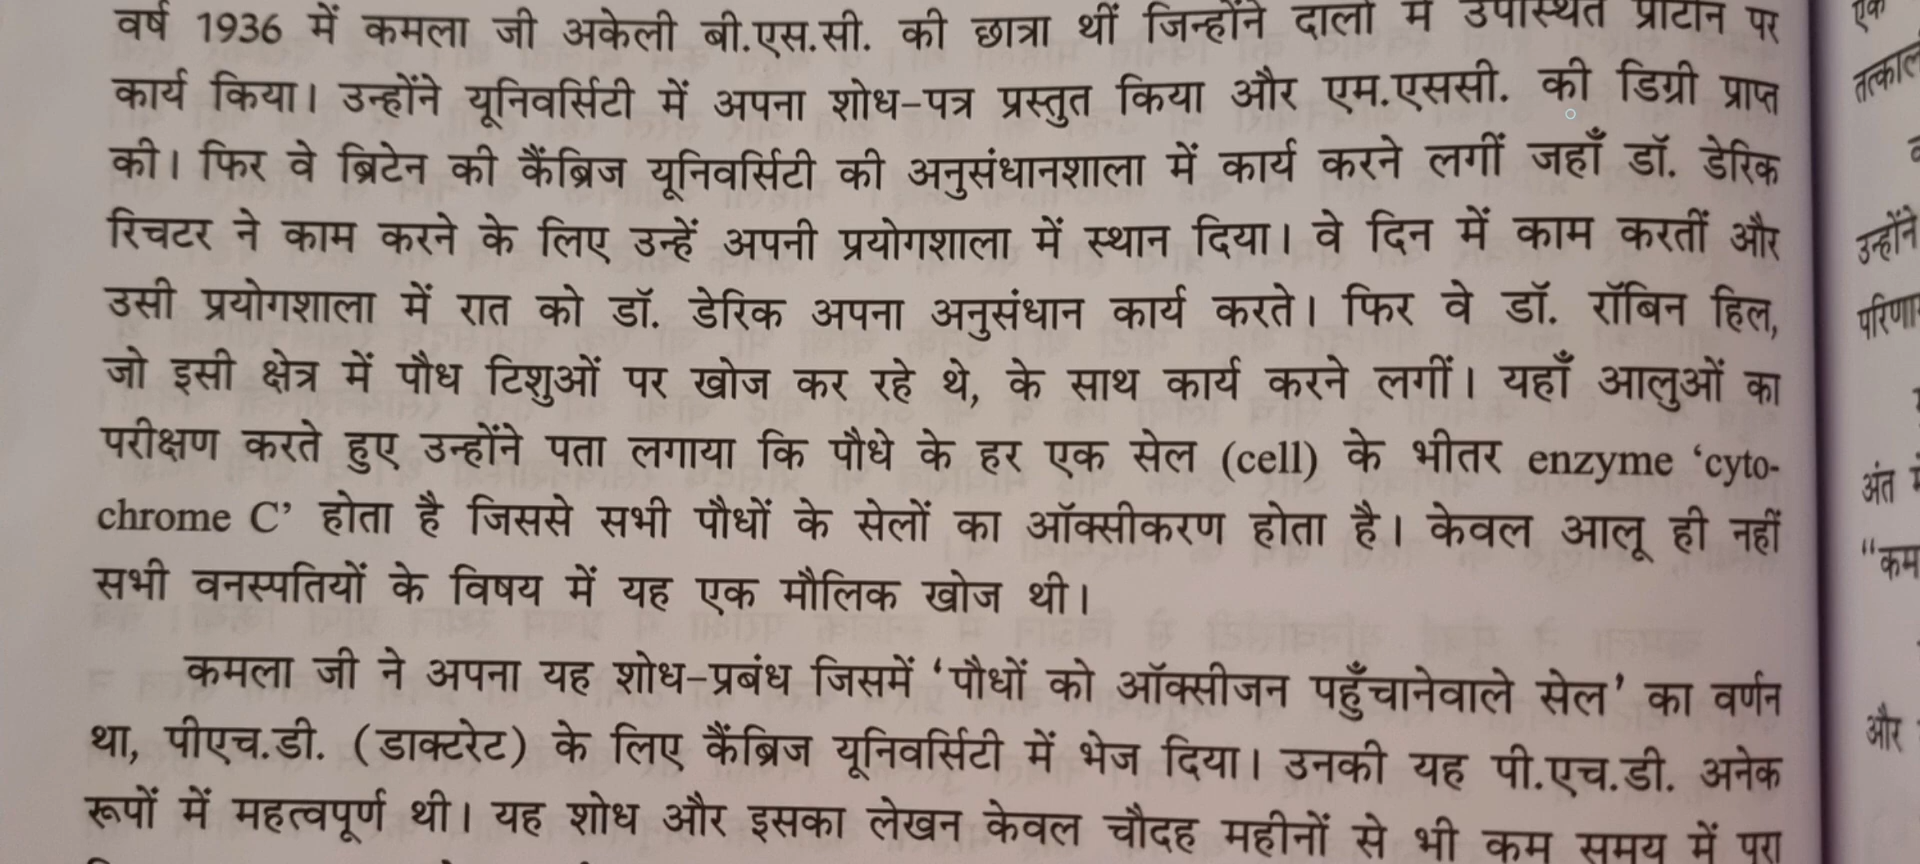 वर्ष 1936 में कमला जी अकेली बी.एस.सी. की छात्रा थीं जिन्होंने दालों में उपस्थित प्रोटीन पर
कार्य किया। उन्होंने यूनिवर्सिटी में अपना शोध-पत्र प्रस्तुत किया और एम.एससी. की डिग्री प्राप्त
की। फिर वे ब्रिटेन की कैंब्रिज यूनिवर्सिटी की अनुसंधानशाला में कार्य करने लगीं जहाँ डॉ. डेरिक
रिचटर ने काम करने के लिए उन्हें अपनी प्रयोगशाला में स्थान दिया। वे दिन में काम करतीं और
उसी प्रयोगशाला में रात को डॉ. डेरिक अपना अनुसंधान कार्य करते। फिर वे डॉ. रॉबिन हिल,
जो इसी क्षेत्र में पौध टिशुओं पर खोज कर रहे थे, के साथ कार्य करने लगीं। यहाँ आलुओं का
परीक्षण करते हुए उन्होंने पता लगाया कि पौधे के हर एक सेल (cell) के भीतर enzyme ‘cyto-
chrome C’ होता है जिससे सभी पौधों के सेलों का ऑक्सीकरण होता है। केवल आलू ही नहीं
सभी वनस्पतियों के विषय में यह एक मौलिक खोज थी।
कमला जी ने अपना यह शोध-प्रबंध जिसमें ‘पौधों को ऑक्सीजन पहुँचानेवाले सेल’ का वर्णन
था, पीएच.डी. (डाक्टरेट) के लिए कैंब्रिज यूनिवर्सिटी में भेज दिया। उनकी यह पी.एच.डी. अनेक
रूपों में महत्वपूर्ण थी। यह शोध और इसका लेखन केवल चौदह महीनों से भी कम समय में पूरा
एक
उन्होंने
अंत
“कम
और